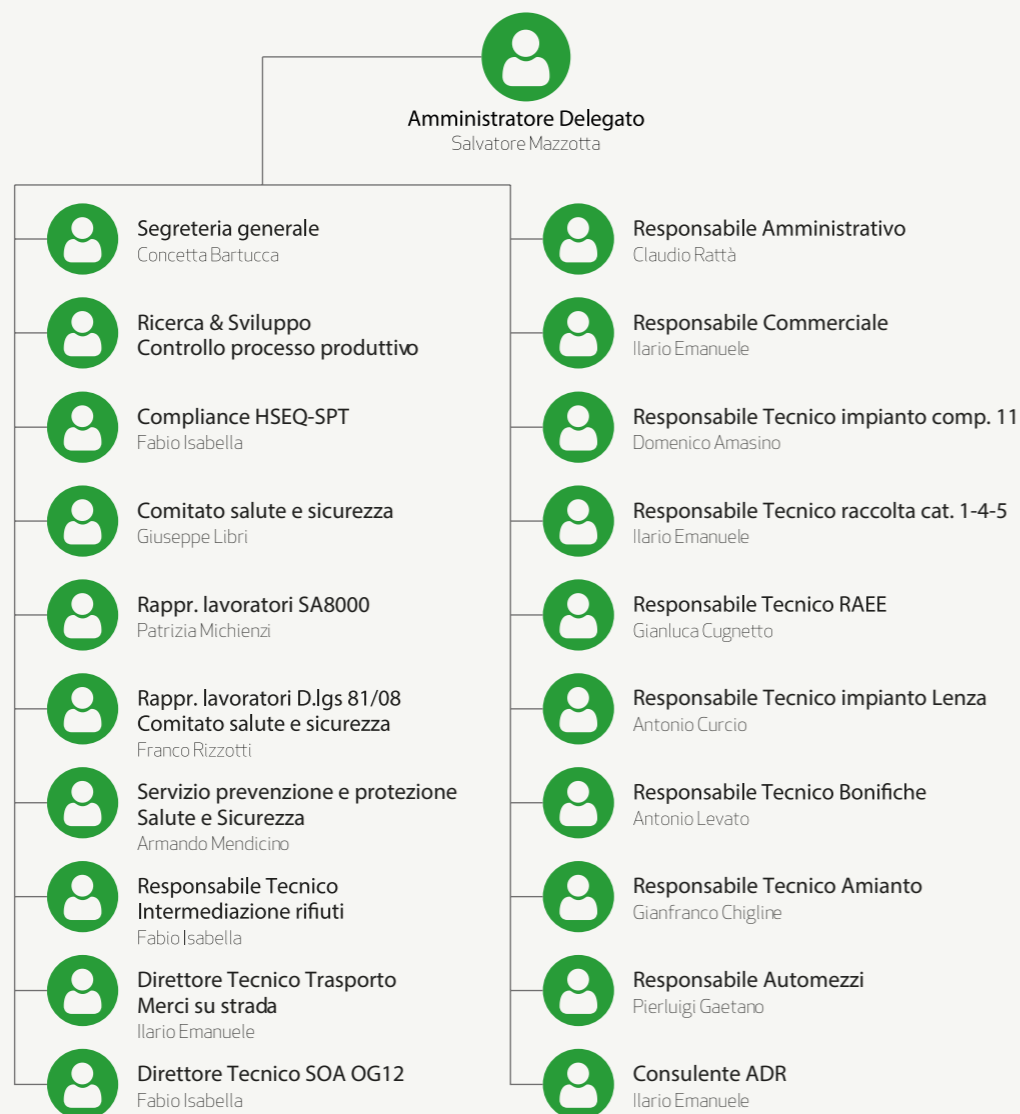 Amministratore Delegato
Salvatore Mazzotta
Segreteria generale
Concetta Bartucca
Ricerca & Sviluppo
Controllo processo produttivo
Compliance HSEQ-SPT
Fabio Isabella
Comitato salute e sicurezza
Giuseppe Libri
Rappr. lavoratori SA8000
Patrizia Michienzi
Rappr. lavoratori D.lgs 81/08
Comitato salute e sicurezza
Franco Rizzotti
Servizio prevenzione e protezione
Salute e Sicurezza
Armando Mendicino
Responsabile Tecnico
Intermediazione rifiuti
Fabio Isabella
Direttore Tecnico Trasporto
Merci su strada
Ilario Emanuele
Direttore Tecnico SOA OG12
Fabio Isabella
Responsabile Amministrativo
Claudio Rattà
Responsabile Commerciale
Ilario Emanuele
Responsabile Tecnico impianto comp. 11
Domenico Amasino
Responsabile Tecnico raccolta cat. 1-4-5
Ilario Emanuele
Responsabile Tecnico RAEE
Gianluca Cugnetto
Responsabile Tecnico impianto Lenza
Antonio Curcio
Responsabile Tecnico Bonifiche
Antonio Levato
Responsabile Tecnico Amianto
Gianfranco Chigline
Responsabile Automezzi
Pierluigi Gaetano
Consulente ADR
Ilario Emanuele